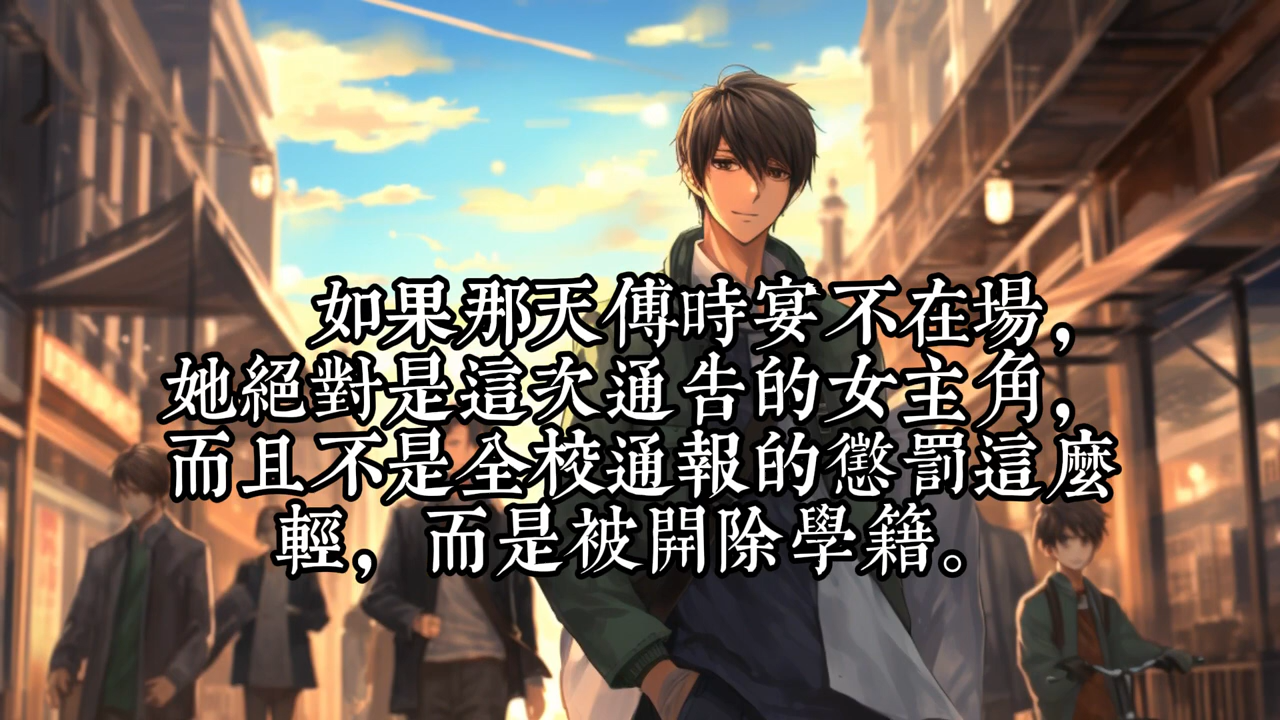 如果那天傅時宴不在場，
她絕對是這次通告的女主角，
而且不是全校通報的懲罰這麼
輕，而是被開除學籍。